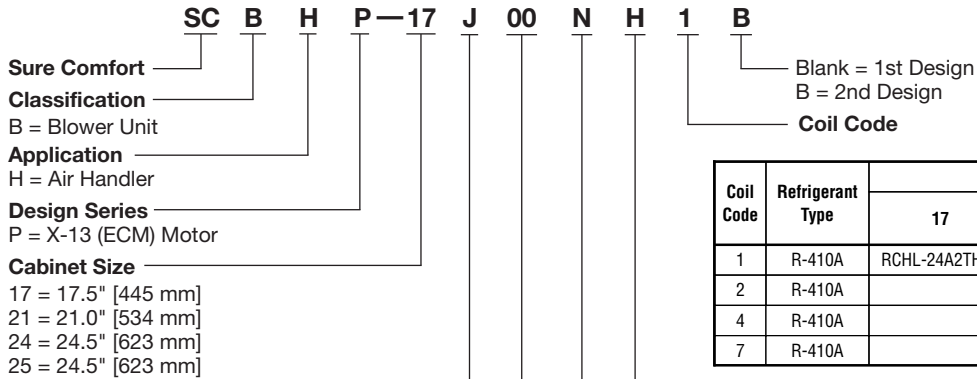 SC B H P — 17 J 00 N H 1 B
Sure Comfort
Classification
B = Blower Unit
Application
H = Air Handler
Design Series
P = X-13 (ECM) Motor
Cabinet Size
17 = 17.5" [445 mm]
21 = 21.0" [534 mm]
24 = 24.5" [623 mm]
25 = 24.5" [623 mm]
Blank = 1st Design
B = 2nd Design
Coil Code
Coil Code Refrigerant Type 17
1 R-410A RCHL-24A2
2 R-410A
4 R-410A
7 R-410A